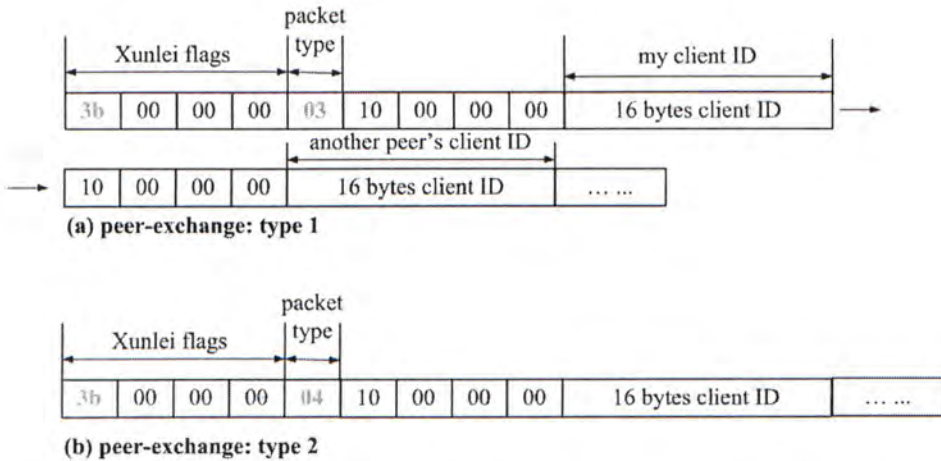 packet
Xunlei flags type my client ID
3b 00 00 00 03 10 00 00 00 16 bytes client ID
another peer's client ID
10 00 00 00 16 bytes client ID ... ...
(a) peer-exchange: type 1
packet
Xunlei flags type
3b 00 00 00 04 10 00 00 00 16 bytes client ID ... ...
(b) peer-exchange: type 2